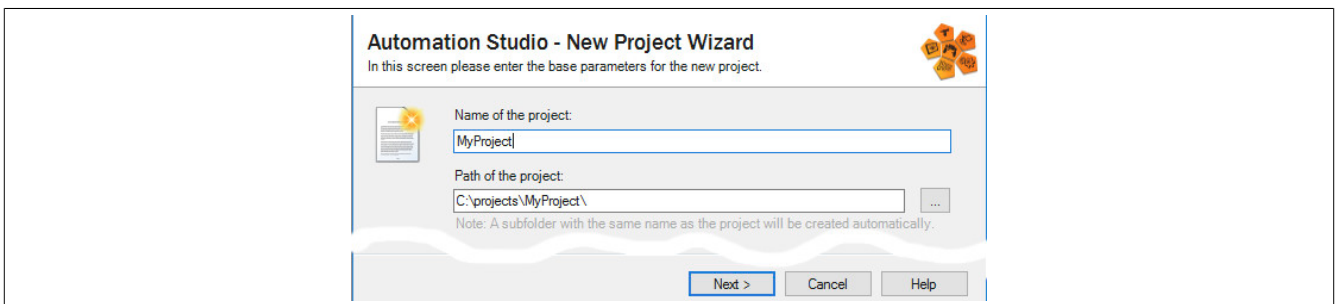 Automation Studio - New Project Wizard
In this screen please enter the base parameters for the new project.
Name of the project:
MyProject
Path of the project:
C:\projects\MyProject\
...
Note: A subfolder with the same name as the project will be created automatically.
Next >
Cancel
Help